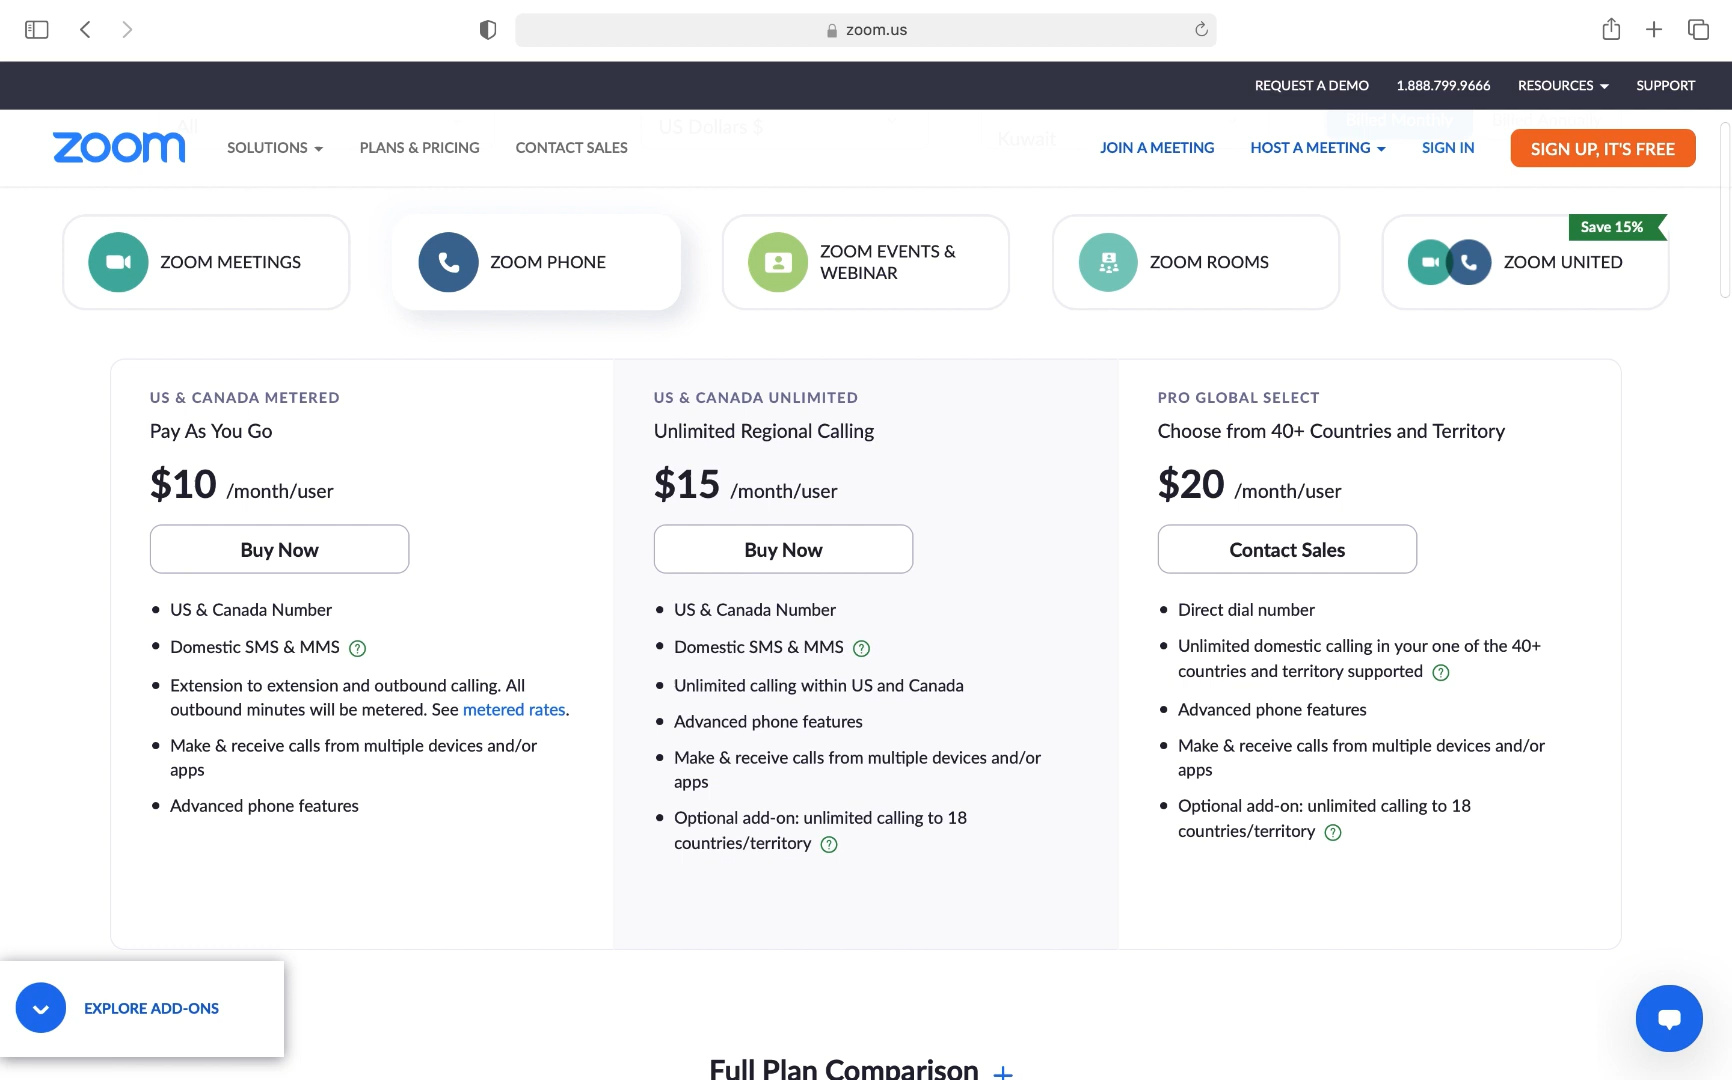 zoom.us
REQUEST A DEMO 1.888.799.9666 RESOURCES SUPPORT
All US Dollars $ Kuwait Billed Monthly
zoom SOLUTIONS PLANS & PRICING CONTACT SALES JOIN A MEETING HOST A MEETING SIGN IN SIGN UP, IT'S FREE
Save 15%
ZOOM MEETINGS
ZOOM PHONE
ZOOM EVENTS &
WEBINAR
ZOOM ROOMS
ZOOM UNITED
US & CANADA METERED
Pay As You Go
$10 /month/user
Buy Now
• US & Canada Number
• Domestic SMS & MMS ?
• Extension to extension and outbound calling. All
outbound minutes will be metered. See metered rates.
• Make & receive calls from multiple devices and/or
apps
• Advanced phone features
US & CANADA UNLIMITED
Unlimited Regional Calling
$15 /month/user
Buy Now
• US & Canada Number
• Domestic SMS & MMS ?
• Unlimited calling within US and Canada
• Advanced phone features
• Make & receive calls from multiple devices and/or
apps
• Optional add-on: unlimited calling to 18
countries/territory ?
PRO GLOBAL SELECT
Choose from 40+ Countries and Territory
$20 /month/user
Contact Sales
• Direct dial number
• Unlimited domestic calling in your one of the 40+
countries and territory supported ?
• Advanced phone features
• Make & receive calls from multiple devices and/or
apps
• Optional add-on: unlimited calling to 18
countries/territory ?
EXPLORE ADD-ONS
Full Plan Comparison +